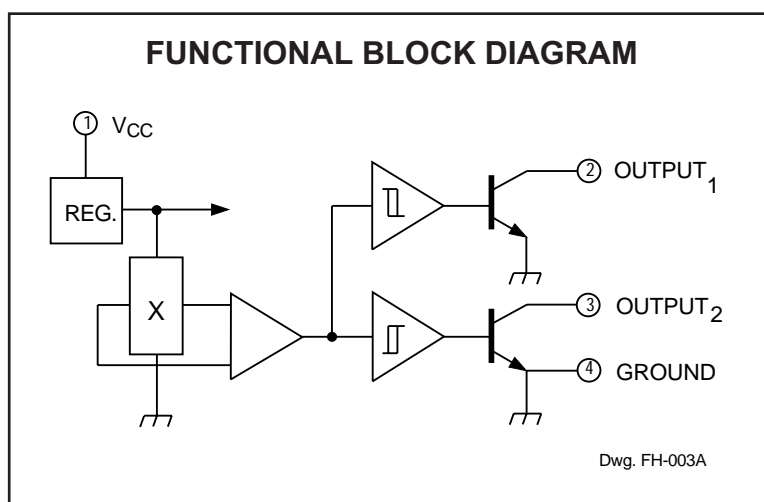 FUNCTIONAL BLOCK DIAGRAM
1 VCC
REG.
X
2 OUTPUT1
3 OUTPUT2
4 GROUND
Dwg. FH-003A